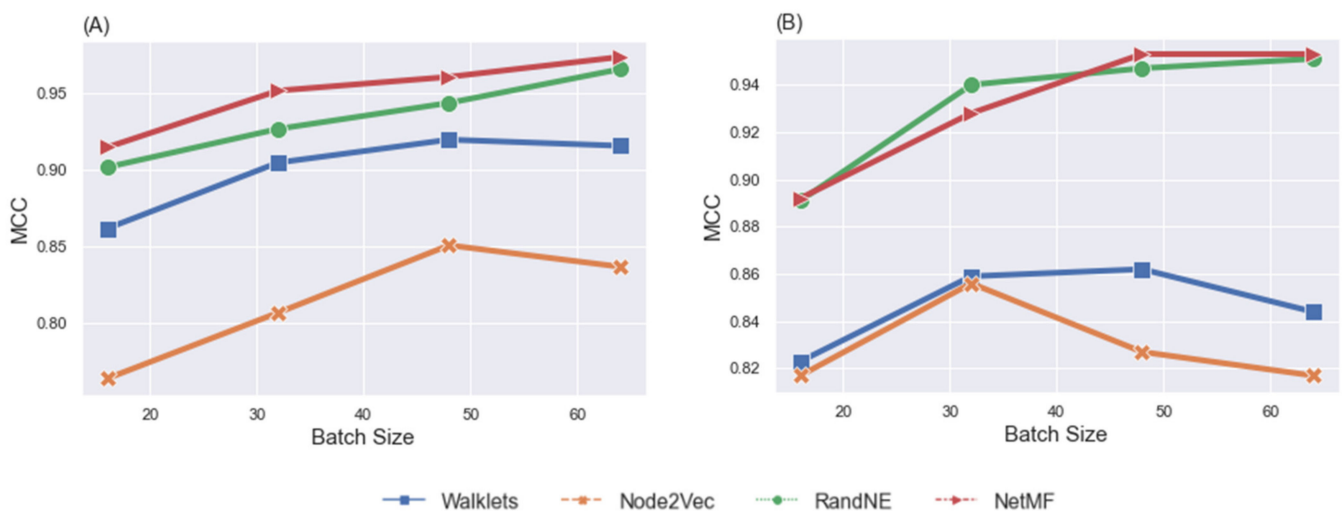 (A)
MCC
0.95
0.90
0.85
0.80
20 30 40 50 60
Batch Size
(B)
MCC
0.94
0.92
0.90
0.88
0.86
0.84
0.82
20 30 40 50 60
Batch Size
Walklets Node2Vec RandNE NetMF